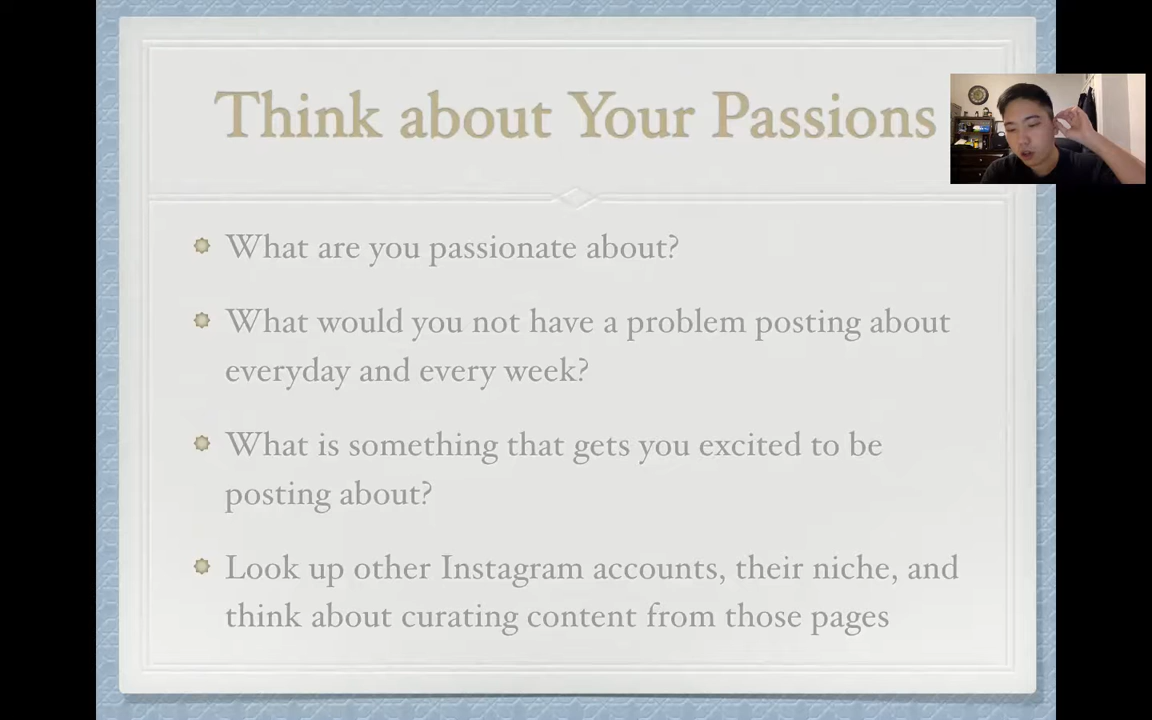 Think about Your Passions
What are you passionate about?
What would you not have a problem posting about
everyday and every week?
What is something that gets you excited to be
posting about?
Look up other Instagram accounts, their niche, and
think about curating content from those pages